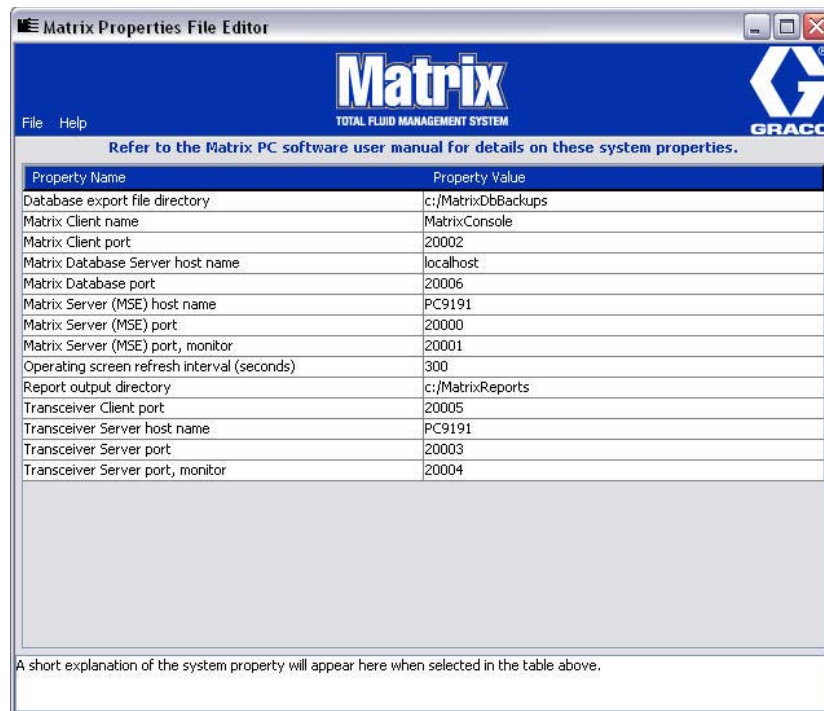 Matrix Properties File Editor
Matrix
TOTAL FLUID MANAGEMENT SYSTEM
File Help
GRACO
Refer to the Matrix PC software user manual for details on these system properties.
Property Name Property Value
Database export file directory c:/MatrixDbBackups
Matrix Client name MatrixConsole
Matrix Client port 20002
Matrix Database Server host name localhost
Matrix Database port 20006
Matrix Server (MSE) host name PC9191
Matrix Server (MSE) port 20000
Matrix Server (MSE) port, monitor 20001
Operating screen refresh interval (seconds) 300
Report output directory c:/MatrixReports
Transceiver Client port 20005
Transceiver Server host name PC9191
Transceiver Server port 20003
Transceiver Server port, monitor 20004
A short explanation of the system property will appear here when selected in the table above.